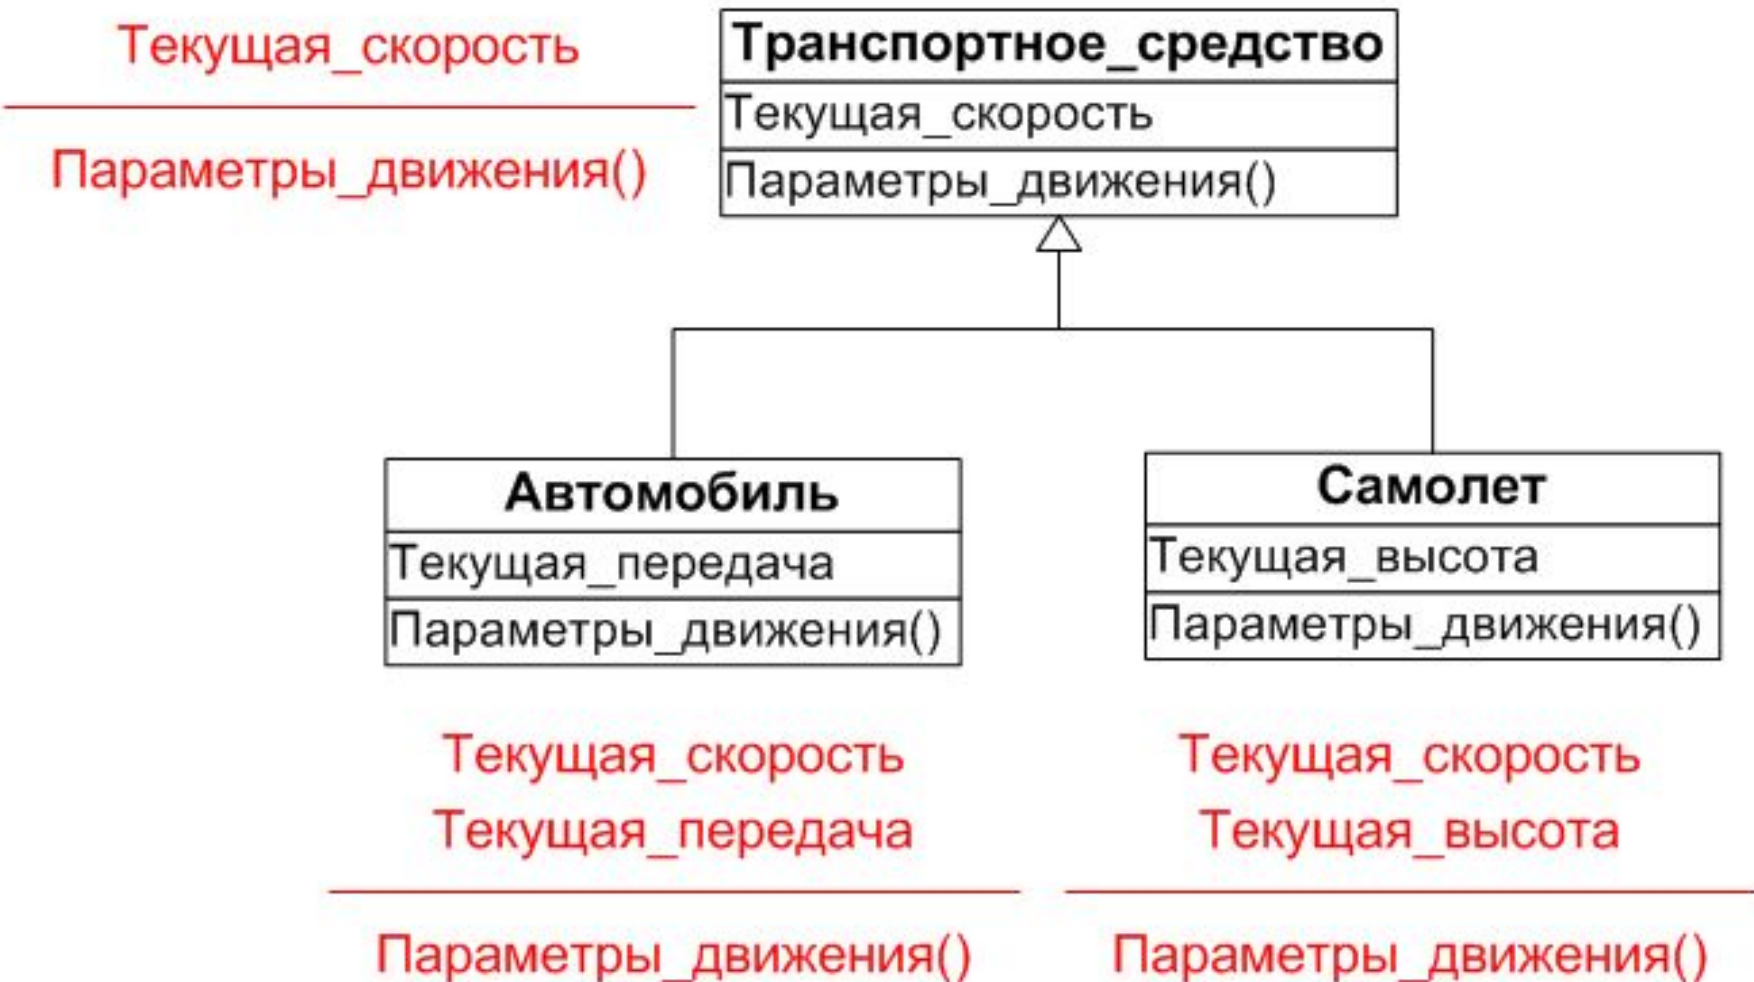 Текущая_скорость
Параметры_движения()
Транспортное_средство
Текущая_скорость
Параметры_движения()
Автомобиль
Текущая_передача
Параметры_движения()
Самолет
Текущая_высота
Параметры_движения()
Текущая_скорость
Текущая_передача
Параметры_движения()
Текущая_скорость
Текущая_высота
Параметры_движения()